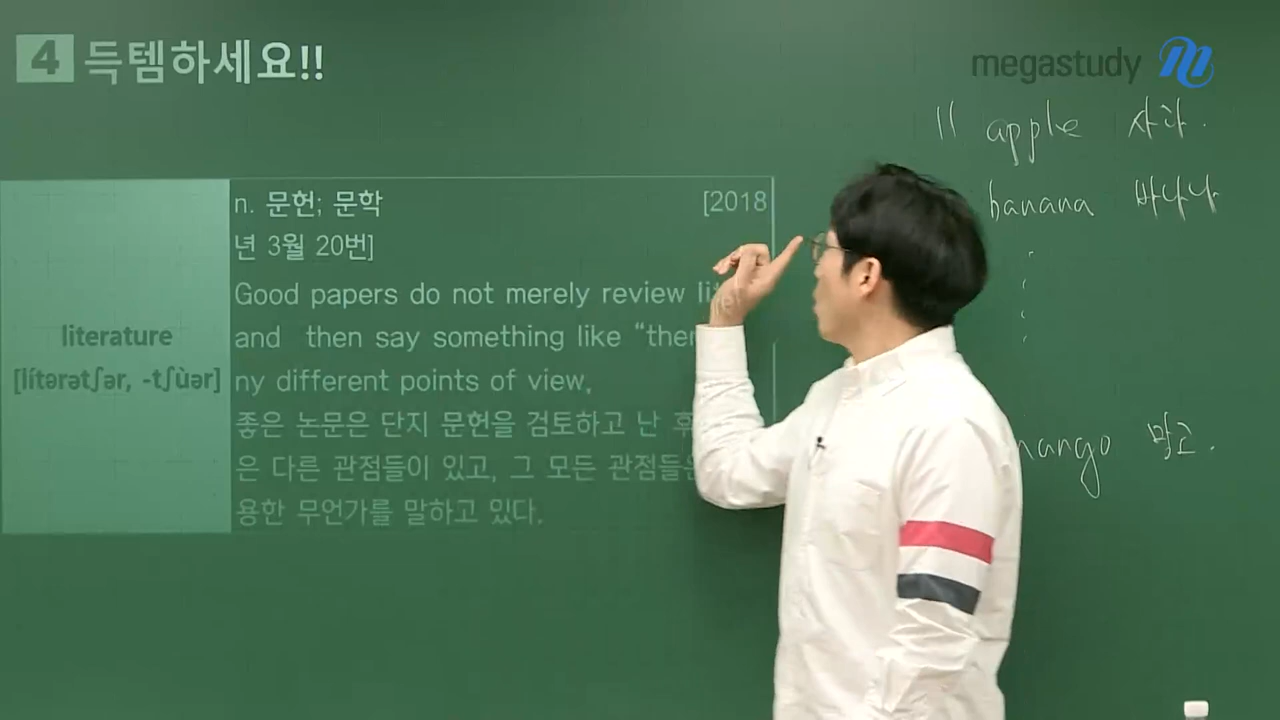 4 득템하세요!!
megastudy
literature
[lítərətʃər, -tʃùər]
n. 문헌; 문학 [2018
년 3월 20번]
Good papers do not merely review
and then say something like “
ny different points of view,
좋은 논문은 단지 문헌을 검토하고 난
은 다른 관점들이 있고, 그 모든 관점들은
용한 무언가를 말하고 있다.
11 apple 사과.
banana 바나나
mango 망고.